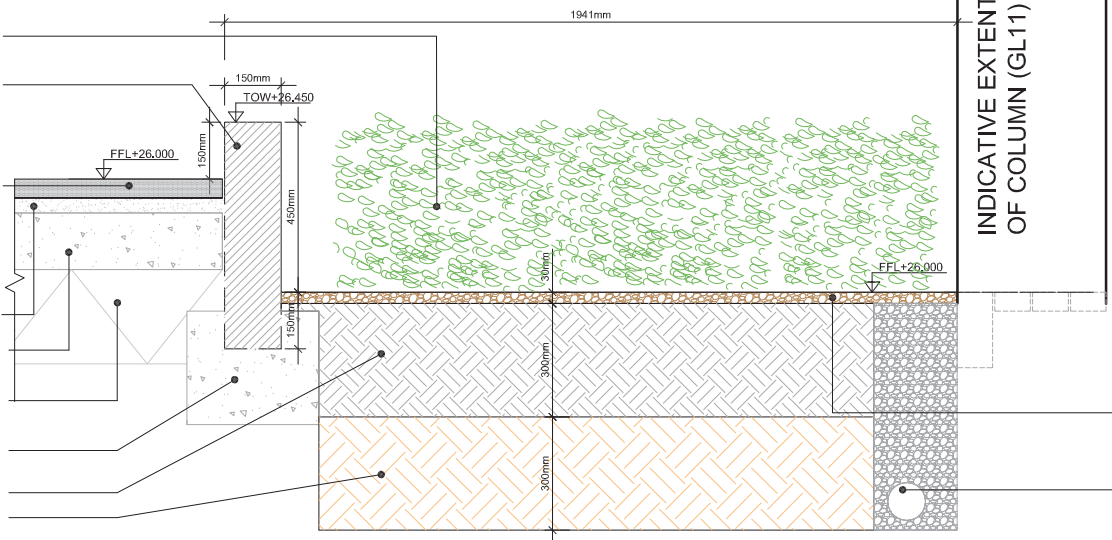 1941mm
INDICATIVE EXTENT
OF COLUMN (GL11)
150mm
TOW+26.450
FFL+26.000
150mm
450mm
30mm
FFL+26.000
150mm
300mm
300mm